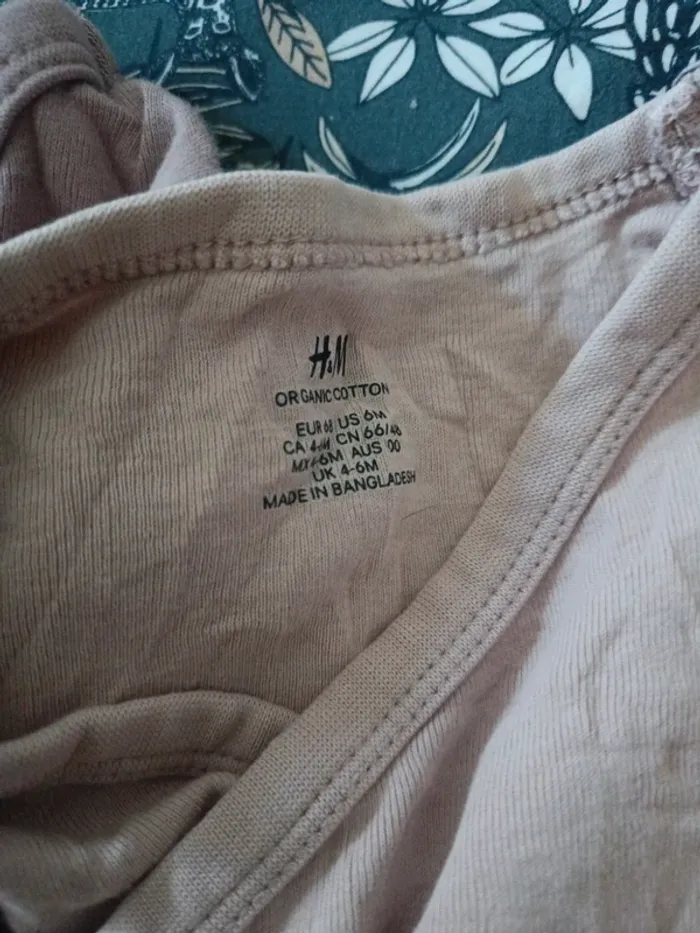 H&M
ORGANIC COTTON
EUR 68 US 6M
CA 4-6M CN 66/48
MX 4-6M AUS 00
UK 4-6M
MADE IN BANGLADESH